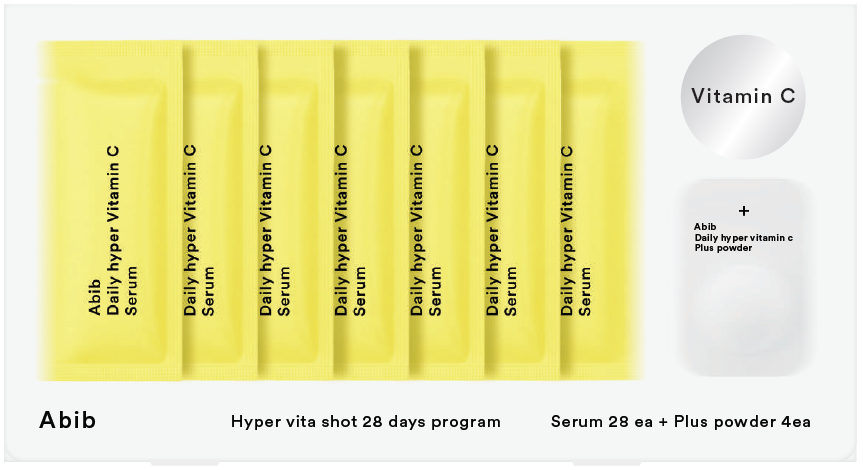 Abib
Daily hyper Vitamin C
Serum
Daily hyper Vitamin C
Serum
Daily hyper Vitamin C
Serum
Daily hyper Vitamin C
Serum
Daily hyper Vitamin C
Serum
Daily hyper Vitamin C
Serum
Daily hyper Vitamin C
Serum
Vitamin C
+
Abib
Daily hyper vitamin c
Plus powder
Abib
Hyper vita shot 28 days program
Serum 28 ea + Plus powder 4ea